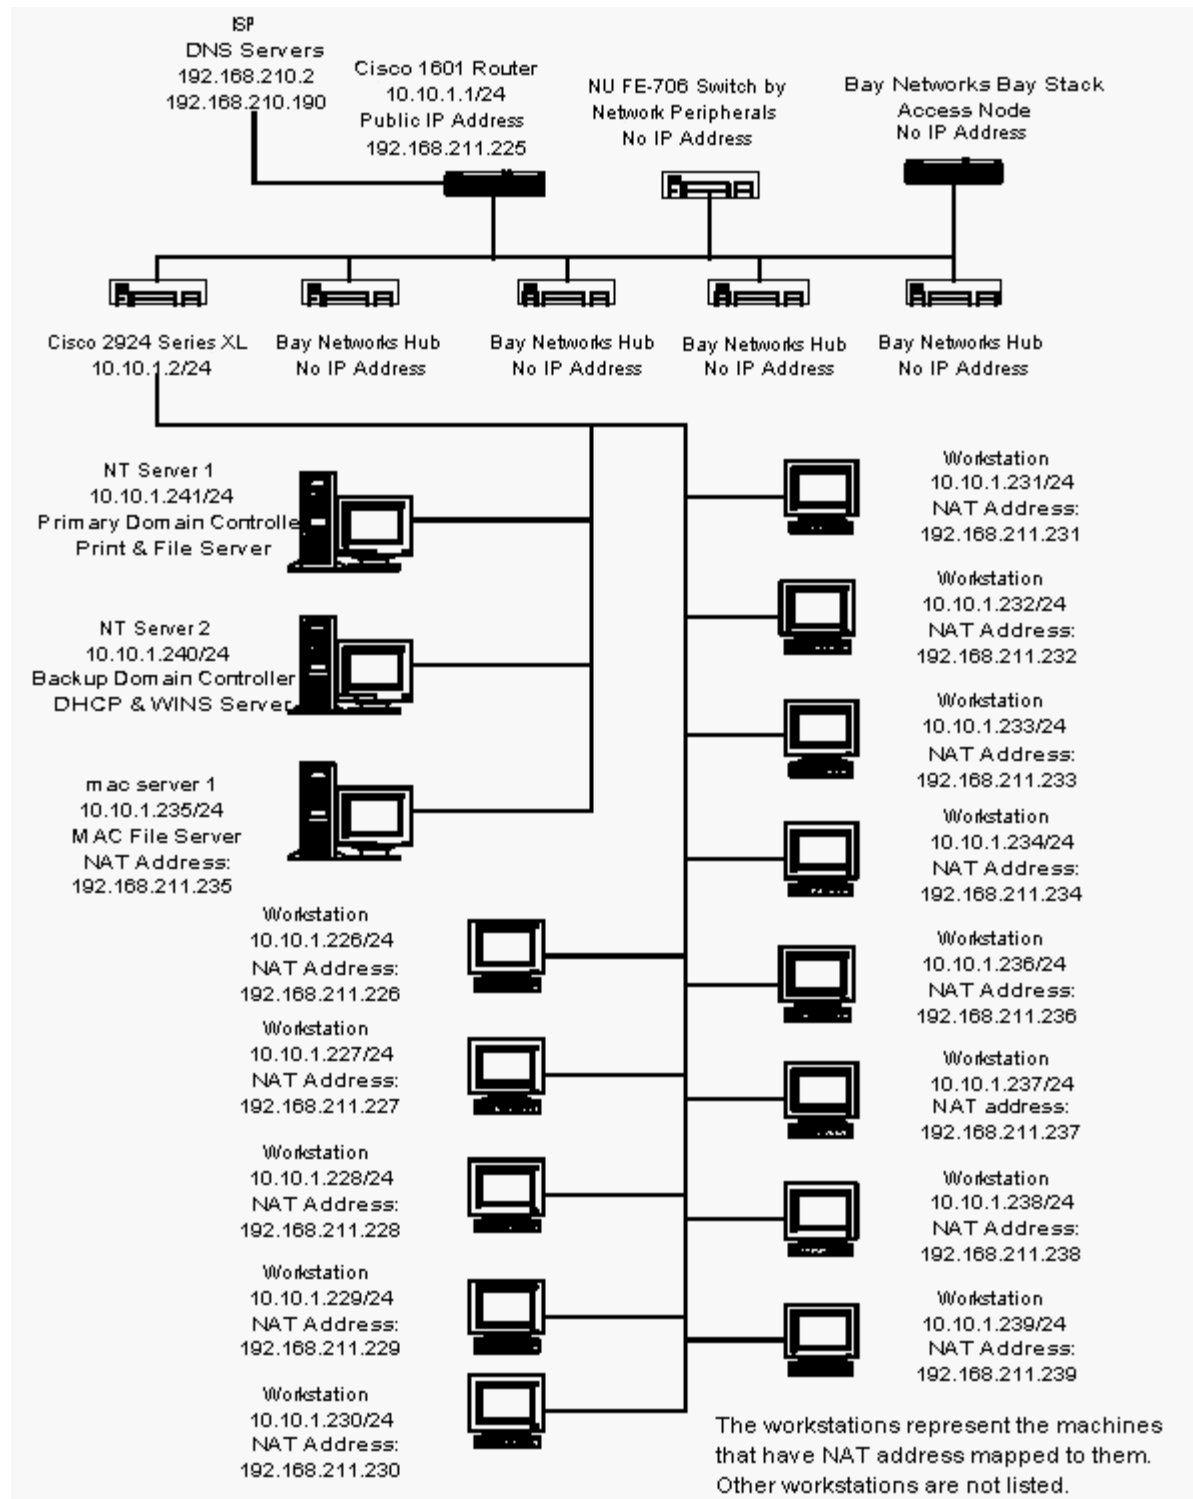 ISP
DNS Servers
192.168.210.2
192.168.210.190
Cisco 1601 Router
10.10.1.1/24
Public IP Address
192.168.211.225
NU FE-706 Switch by
Network Peripherals
No IP Address
Bay Networks Bay Stack
Access Node
No IP Address
Cisco 2924 Series XL
10.10.1.2/24
Bay Networks Hub
No IP Address
Bay Networks Hub
No IP Address
Bay Networks Hub
No IP Address
Bay Networks Hub
No IP Address
NT Server 1
10.10.1.241/24
Primary Domain Controlle
Print & File Server
NT Server 2
10.10.1.240/24
Backup Domain Controller
DHCP & WINS Server
mac server 1
10.10.1.235/24
MAC File Server
NAT Address:
192.168.211.235
Workstation
10.10.1.226/24
NAT Address:
192.168.211.226
Workstation
10.10.1.227/24
NAT Address:
192.168.211.227
Workstation
10.10.1.228/24
NAT Address:
192.168.211.228
Workstation
10.10.1.229/24
NAT Address:
192.168.211.229
Workstation
10.10.1.230/24
NAT Address:
192.168.211.230
Workstation
10.10.1.231/24
NAT Address:
192.168.211.231
Workstation
10.10.1.232/24
NAT Address:
192.168.211.232
Workstation
10.10.1.233/24
NAT Address:
192.168.211.233
Workstation
10.10.1.234/24
NAT Address:
192.168.211.234
Workstation
10.10.1.236/24
NAT Address:
192.168.211.236
Workstation
10.10.1.237/24
NAT address:
192.168.211.237
Workstation
10.10.1.238/24
NAT Address:
192.168.211.238
Workstation
10.10.1.239/24
NAT Address:
192.168.211.239
The workstations represent the machines
that have NAT address mapped to them.
Other workstations are not listed.